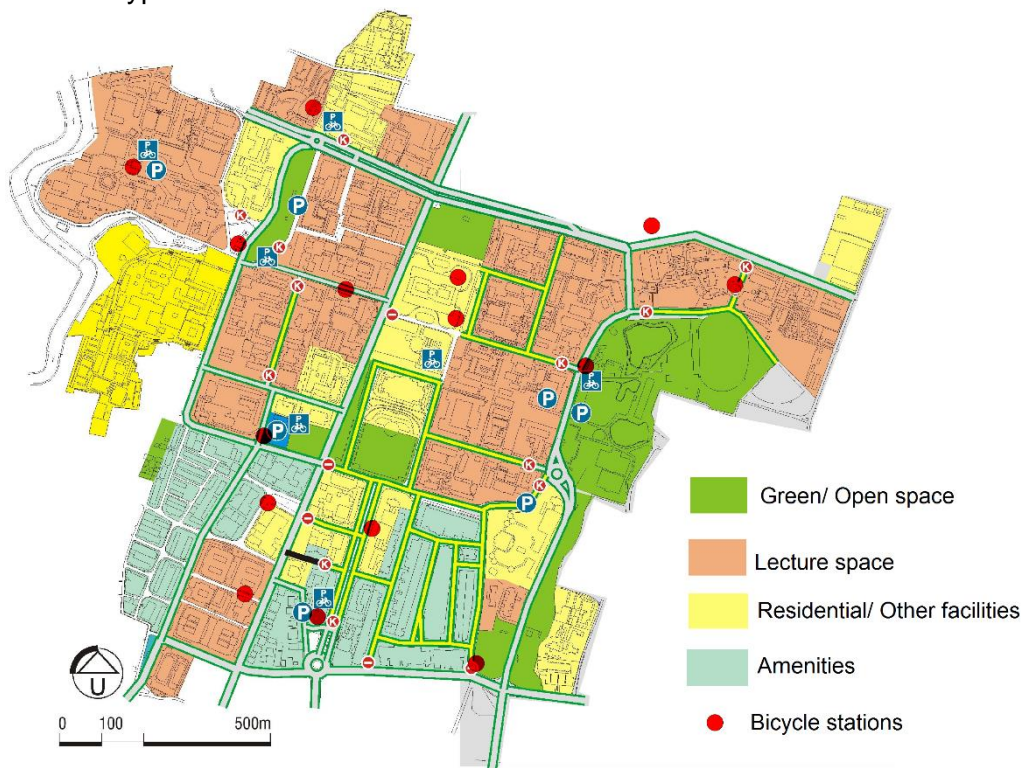 P
K
P
P
K
P
K
K
P
K
K
K
P
K
P
P
P
K
P
P
K
K
P
K
P
P
K
U
0 100 500m
Green/ Open space
Lecture space
Residential/ Other facilities
Amenities
Bicycle stations